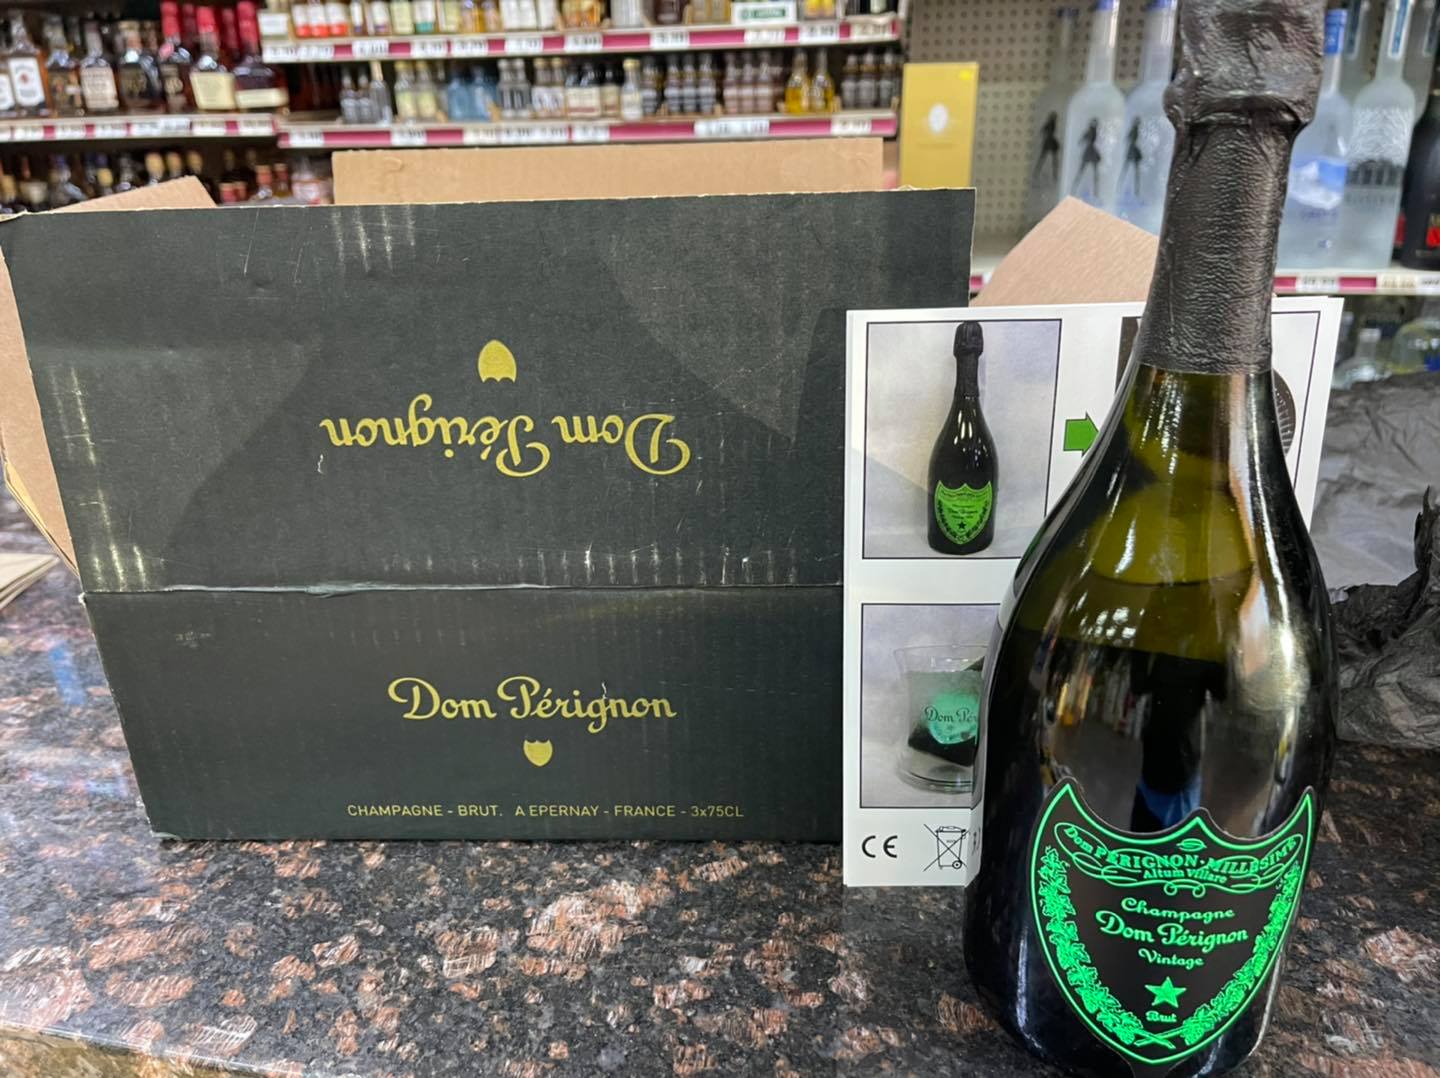 Dom Pérignon
Dom Pérignon
CHAMPAGNE - BRUT. A EPERNAY - FRANCE - 3x75CL
Dom Pér
CE
Dom PÉRIGNON · MILLESIME
Altum Villare
Champagne
Dom Pérignon
Vintage
Brut